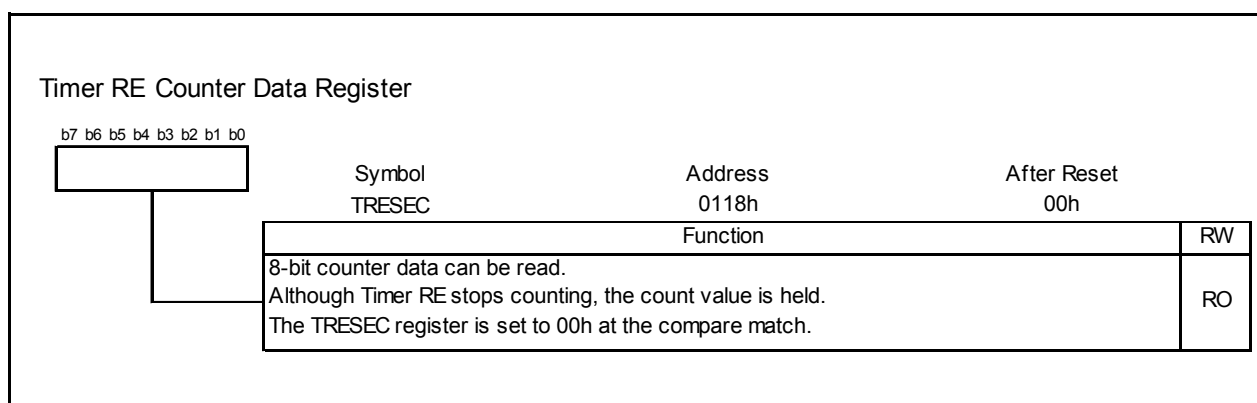 Timer RE Counter Data Register
b7 b6 b5 b4 b3 b2 b1 b0
Symbol Address After Reset
TRESEC 0118h 00h
Function RW
8-bit counter data can be read.
Although Timer RE stops counting, the count value is held.
The TRESEC register is set to 00h at the compare match.
RO